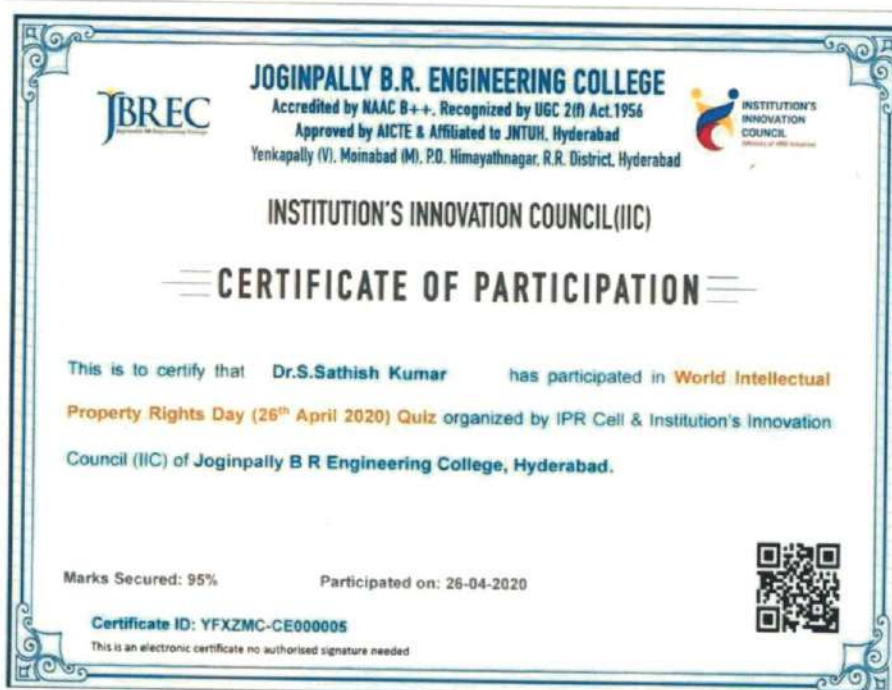 JBREC
JOGINPALLY B.R. ENGINEERING COLLEGE
Accredited by NAAC B++, Recognized by UGC 2(f) Act.1956
Approved by AICTE & Affiliated to JNTUH, Hyderabad
Yenkapally (V), Moinabad (M), P.O. Himayathnagar, R.R. District, Hyderabad
INSTITUTION'S
INNOVATION
COUNCIL
INSTITUTION'S INNOVATION COUNCIL(IIC)
CERTIFICATE OF PARTICIPATION
This is to certify that Dr.S.Sathish Kumar has participated in World Intellectual
Property Rights Day (26th April 2020) Quiz organized by IPR Cell & Institution's Innovation
Council (IIC) of Joginpally B R Engineering College, Hyderabad.
Marks Secured: 95% Participated on: 26-04-2020
Certificate ID: YFXZMC-CE000005
This is an electronic certificate no authorised signature needed